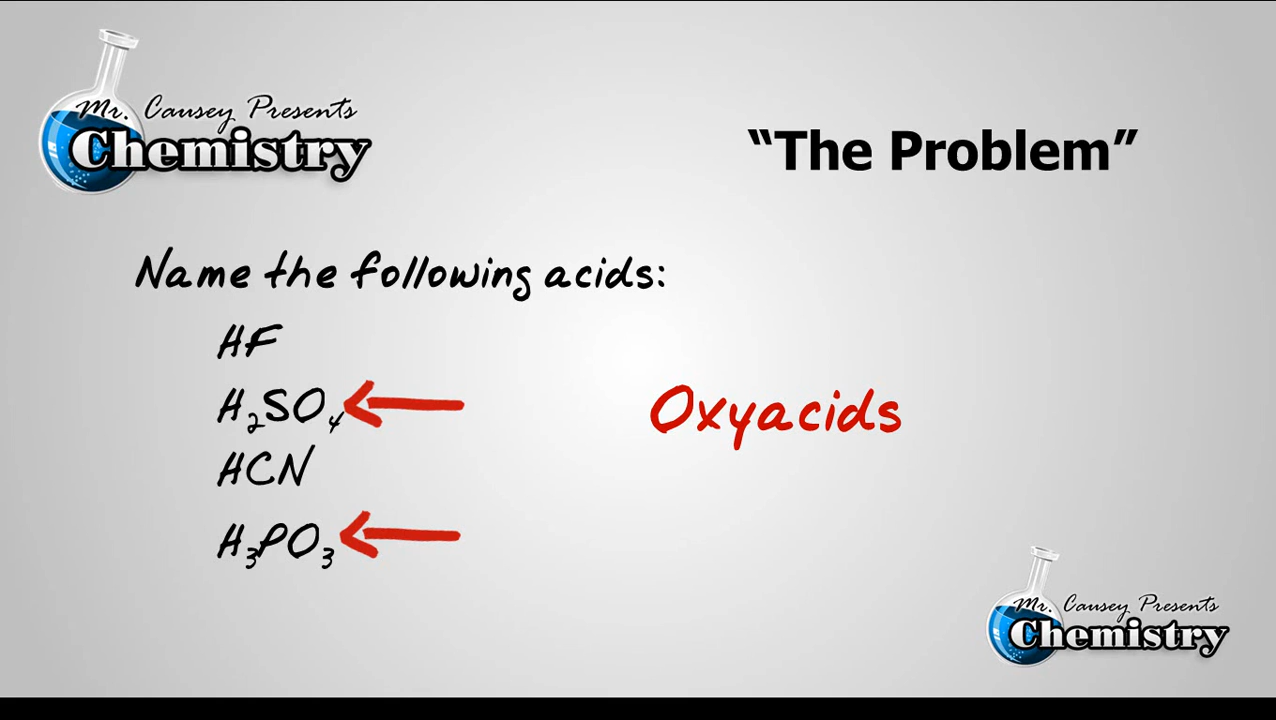 Mr. Causey Presents
Chemistry
“The Problem”
Name the following acids:
HF
H₂SO₄
Oxyacids
HCN
H₃PO₃
Mr. Causey Presents
Chemistry